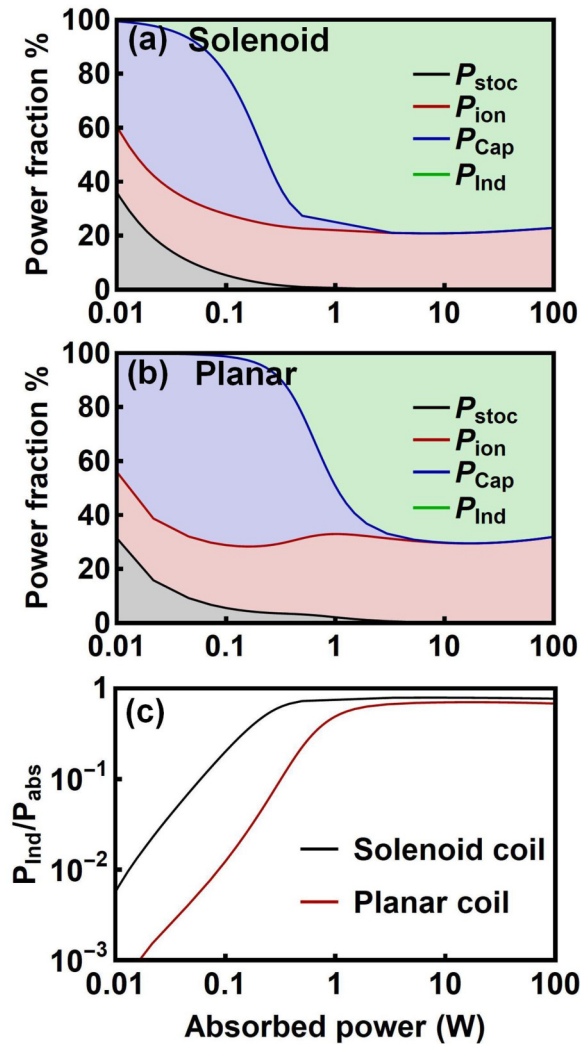 (a) Solenoid
Power fraction %
100
80
60
40
20
0
P_stoc
P_ion
P_Cap
P_Ind
0.01 0.1 1 10 100
(b) Planar
Power fraction %
100
80
60
40
20
0
P_stoc
P_ion
P_Cap
P_Ind
0.01 0.1 1 10 100
(c)
P_Ind/P_abs
1
10⁻¹
10⁻²
10⁻³
Solenoid coil
Planar coil
0.01 0.1 1 10 100
Absorbed power (W)